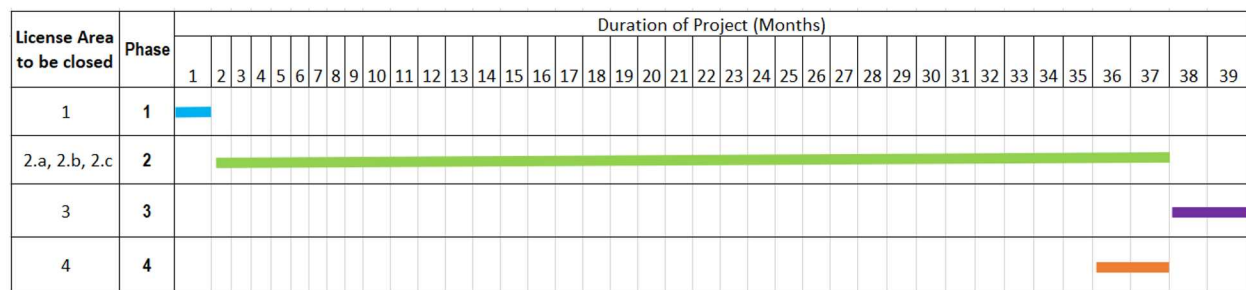 Duration of Project (Months)
License Area to be closed Phase
1 2 3 4 5 6 7 8 9 10 11 12 13 14 15 16 17 18 19 20 21 22 23 24 25 26 27 28 29 30 31 32 33 34 35 36 37 38 39
1 1
2.a, 2.b, 2.c 2
3 3
4 4